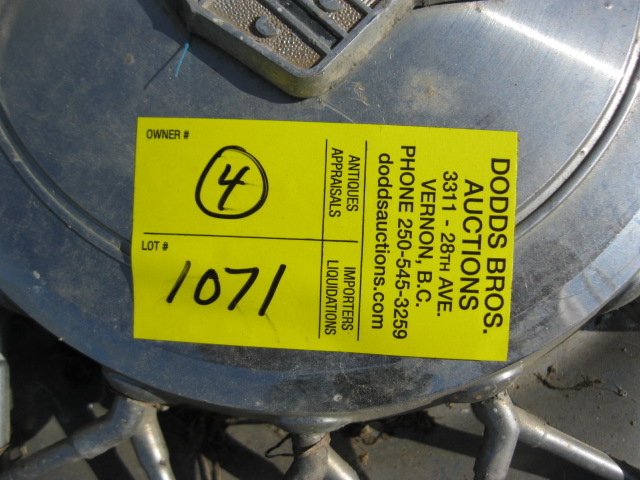 OWNER #
4
LOT #
1071
ANTIQUES
APPRAISALS
IMPORTERS
LIQUIDATIONS
DODDS BROS.
AUCTIONS
3311 - 28TH AVE.
VERNON, B.C.
PHONE 250-545-3259
doddsauctions.com